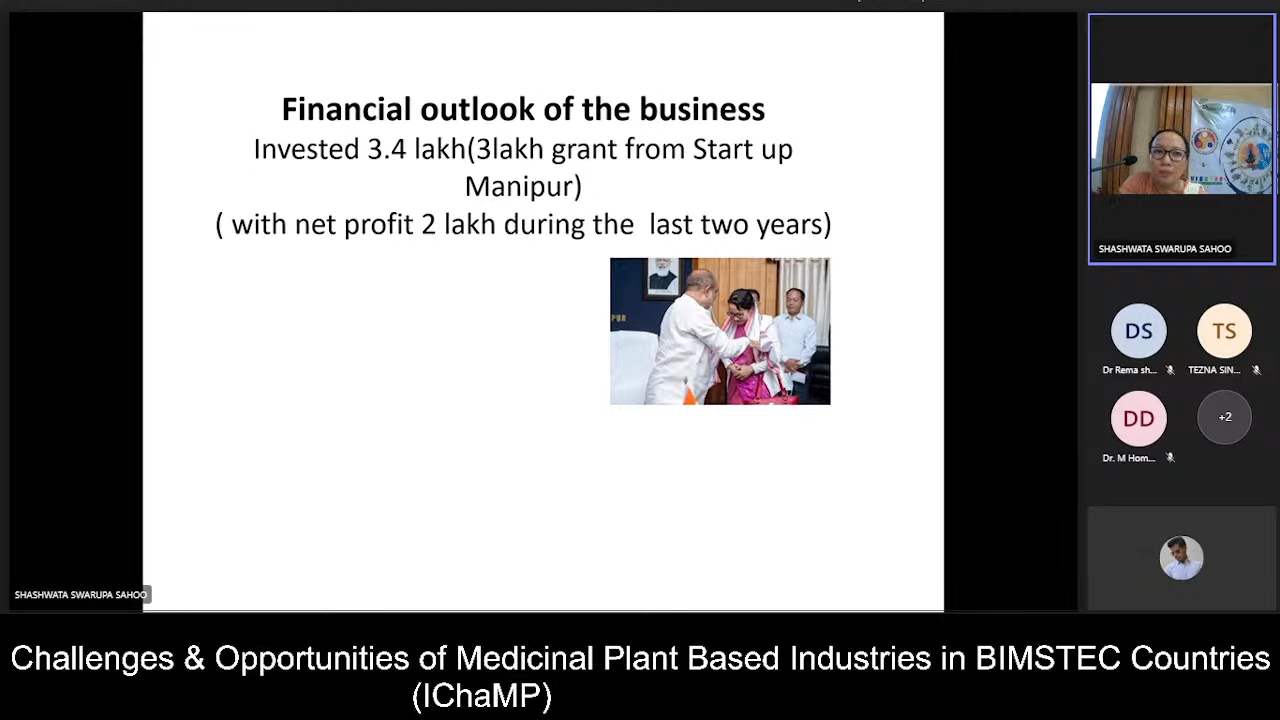 Financial outlook of the business
Invested 3.4 lakh(3lakh grant from Start up
Manipur)
( with net profit 2 lakh during the  last two years)
PUR
SHASHWATA SWARUPA SAHOO
DS
TS
Dr Rema sh...
TEZNA SIN...
DD
+2
Dr. M Hom...
SHASHWATA SWARUPA SAHOO
Challenges & Opportunities of Medicinal Plant Based Industries in BIMSTEC Countries
(IChaMP)